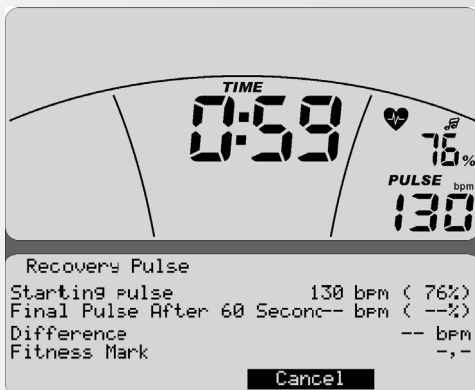 TIME
0:59
76%
PULSE bpm
130
Recovery Pulse
Starting pulse 130 bpm ( 76%)
Final Pulse After 60 Seconc-- bpm ( --%)
Difference -- bpm
Fitness Mark -,-
Cancel